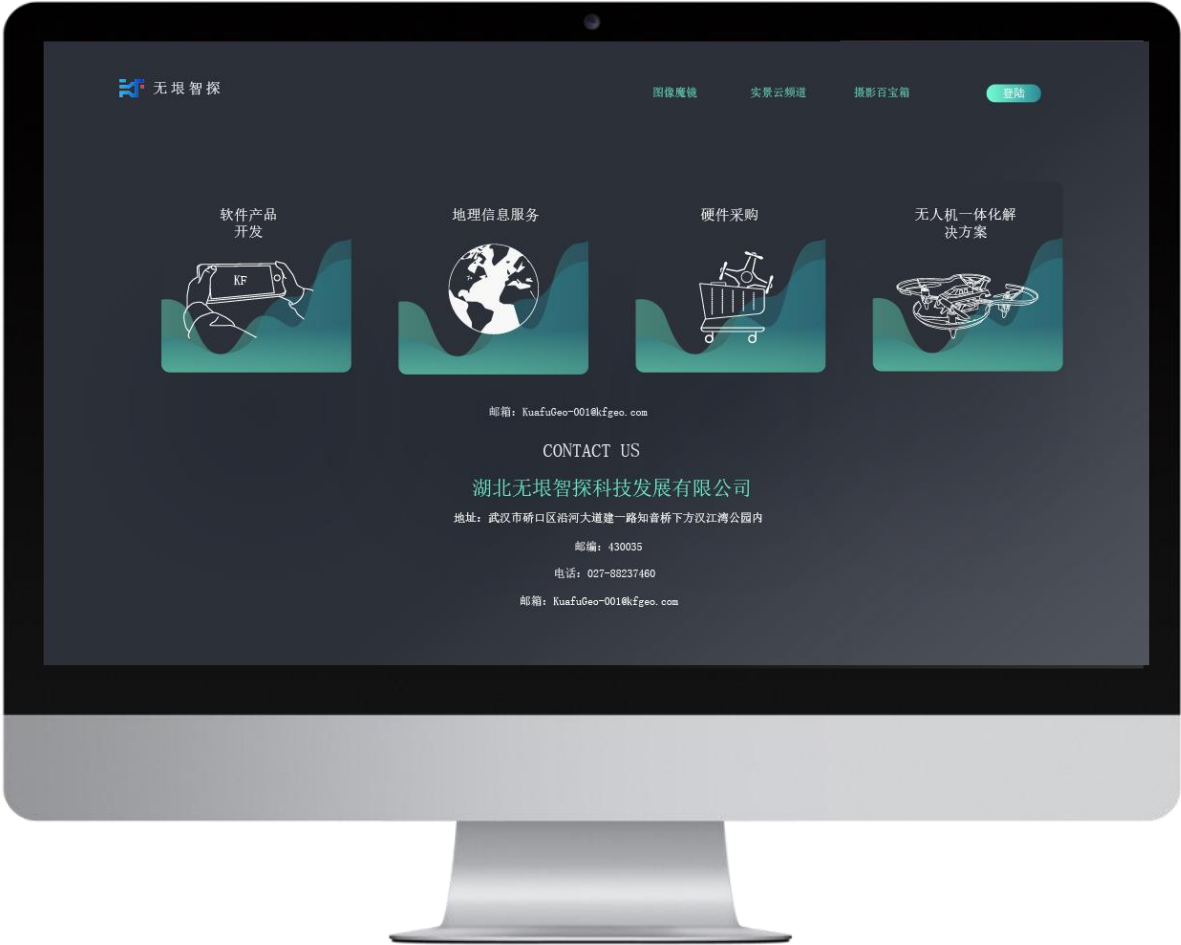 无垠智探
图像魔镜
实景云频道
摄影百宝箱
登陆
软件产品
开发
KF
地理信息服务
硬件采购
无人机一体化解
决方案
邮箱：KuafuGeo-001@kfgeo.com
CONTACT US
湖北无垠智探科技发展有限公司
地址：武汉市硚口区沿河大道建一路知音桥下方汉江湾公园内
邮编：430035
电话：027-88237460
邮箱：KuafuGeo-001@kfgeo.com